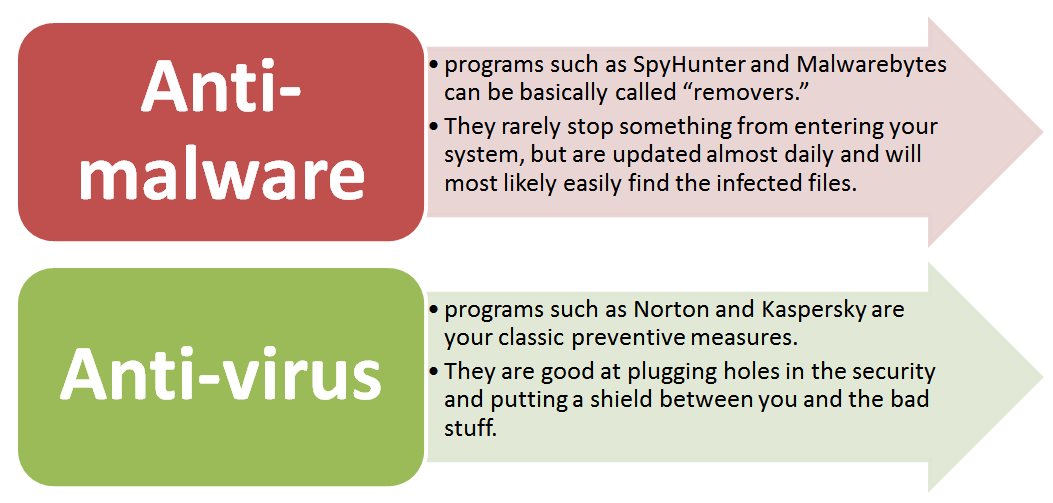 Anti-
malware
• programs such as SpyHunter and Malwarebytes
can be basically called “removers.”
• They rarely stop something from entering your
system, but are updated almost daily and will
most likely easily find the infected files.
Anti-virus
• programs such as Norton and Kaspersky are
your classic preventive measures.
• They are good at plugging holes in the security
and putting a shield between you and the bad
stuff.